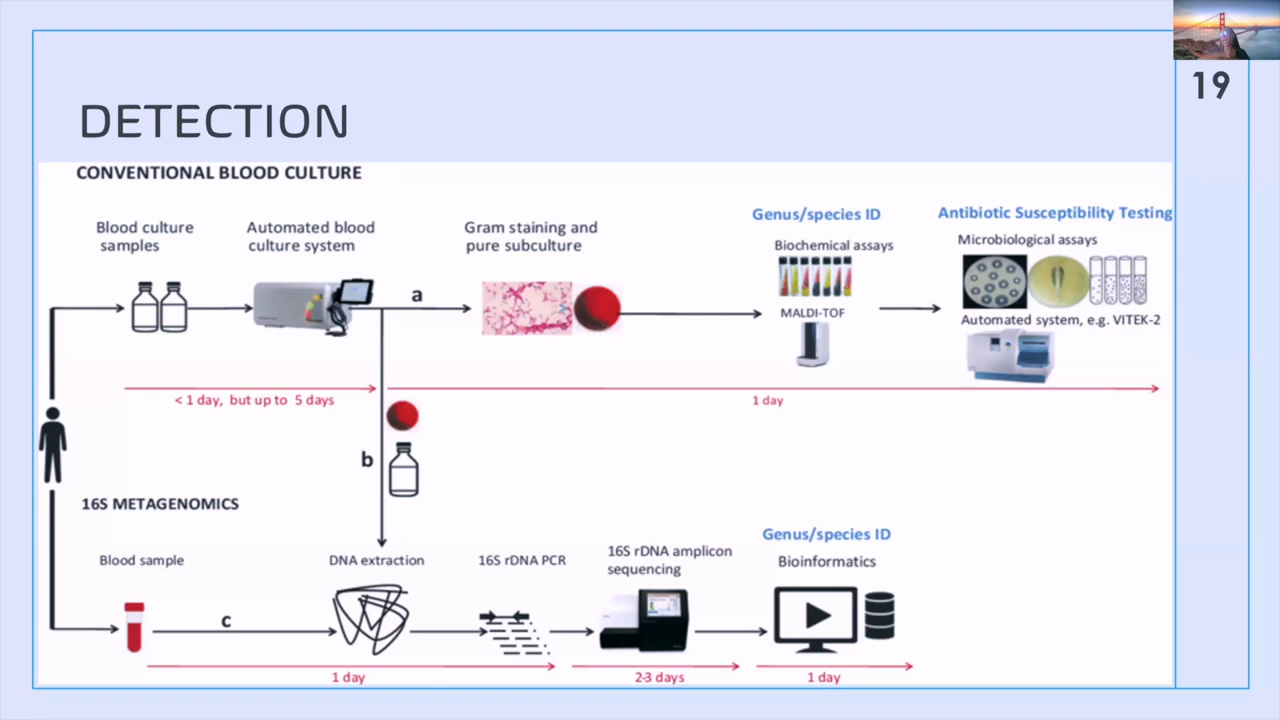 19
DETECTION
CONVENTIONAL BLOOD CULTURE
Blood culture
samples
Automated blood
culture system
a
Gram staining and
pure subculture
Genus/species ID
Biochemical assays
MALDI-TOF
Antibiotic Susceptibility Testing
Microbiological assays
Automated system, e.g. VITEK-2
< 1 day, but up to 5 days
1 day
b
16S METAGENOMICS
Blood sample
c
DNA extraction
16S rDNA PCR
16S rDNA amplicon
sequencing
Genus/species ID
Bioinformatics
1 day
2-3 days
1 day